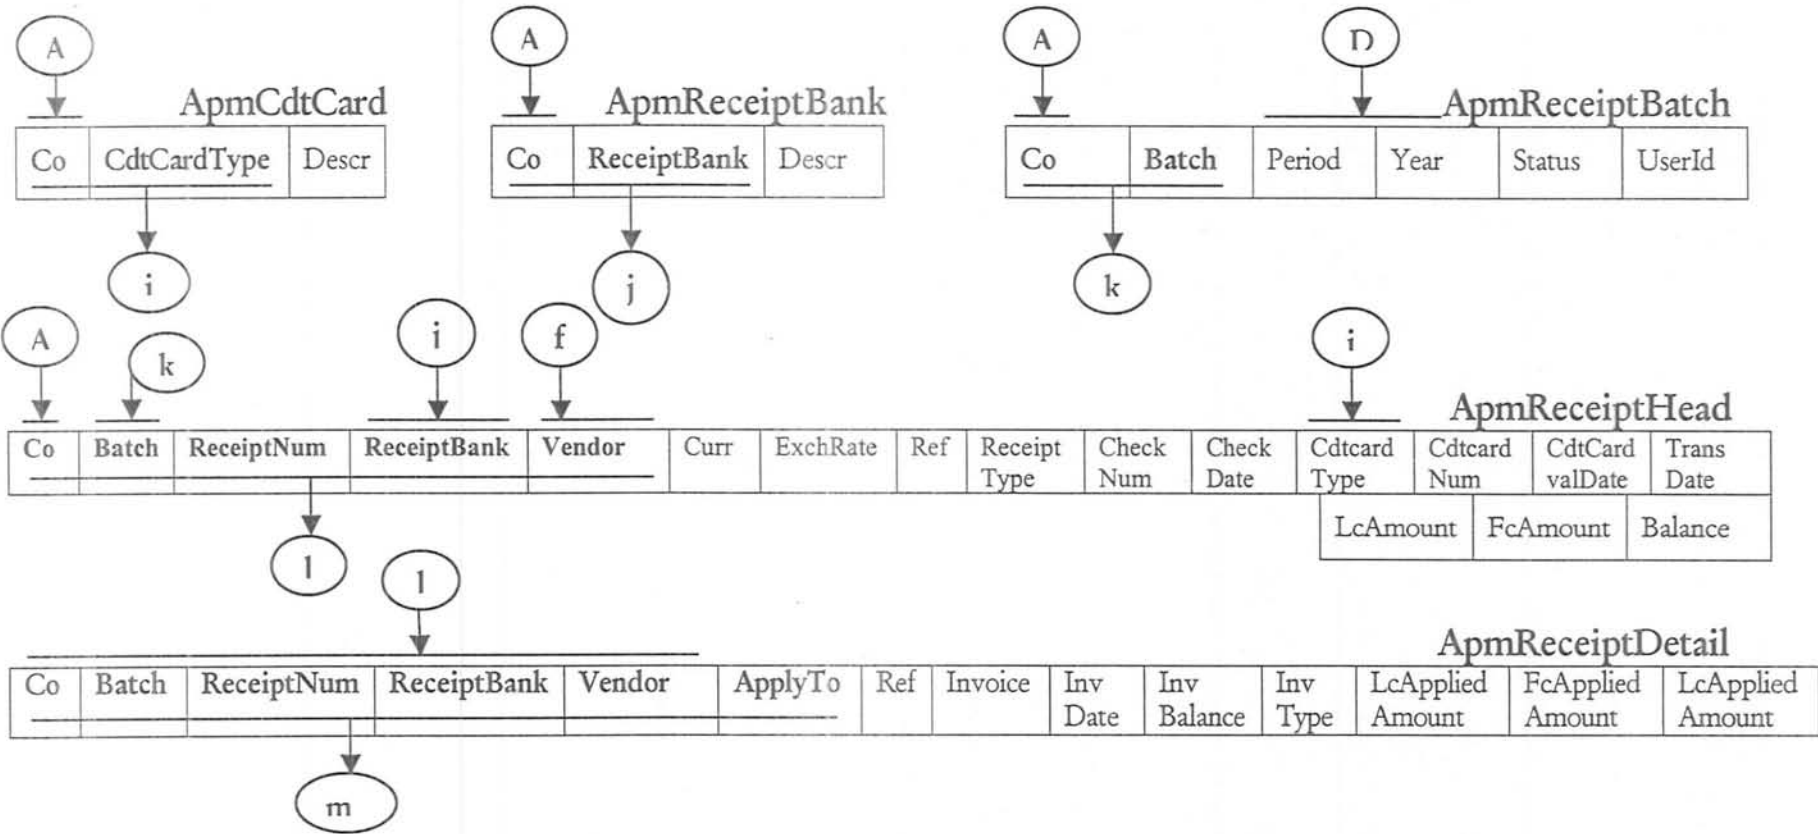 A A A D
ApmCdtCard ApmReceiptBank ApmReceiptBatch
Co CdtCardType Descr Co ReceiptBank Descr Co Batch Period Year Status UserId
i j k
A k j f i
ApmReceiptHead
Co Batch ReceiptNum ReceiptBank Vendor Curr ExchRate Ref Receipt Check Check Cdtcard Cdtcard CdtCard Trans
Type Num Date Type Num valDate Date
LcAmount FcAmount Balance
l l
ApmReceiptDetail
Co Batch ReceiptNum ReceiptBank Vendor ApplyTo Ref Invoice Inv Inv Inv LcApplied FcApplied LcApplied
Date Balance Type Amount Amount Amount
m